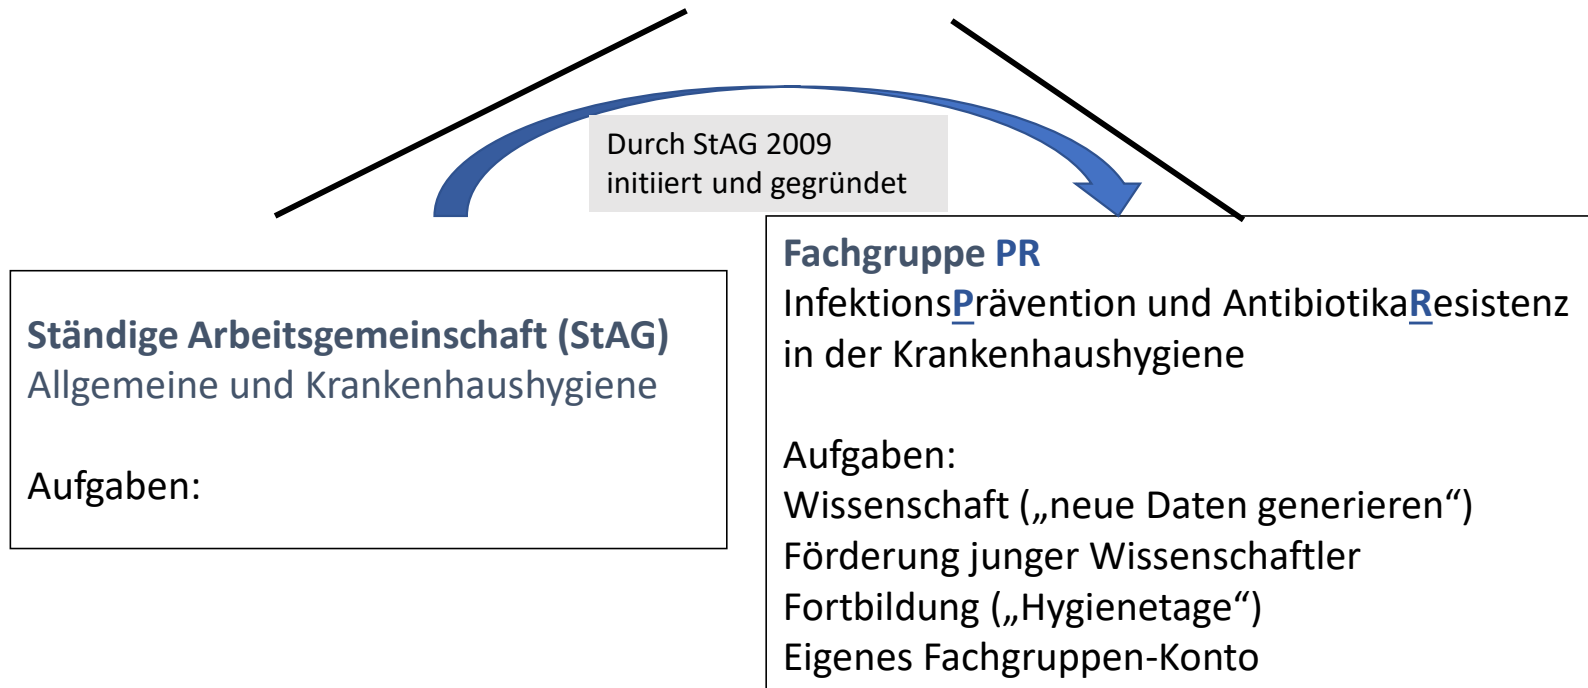 Durch StAG 2009
initiiert und gegründet
Ständige Arbeitsgemeinschaft (StAG)
Allgemeine und Krankenhaushygiene
Aufgaben:
Fachgruppe PR
InfektionsPrävention und AntibiotikaResistenz
in der Krankenhaushygiene
Aufgaben:
Wissenschaft („neue Daten generieren“)
Förderung junger Wissenschaftler
Fortbildung („Hygienetage“)
Eigenes Fachgruppen-Konto